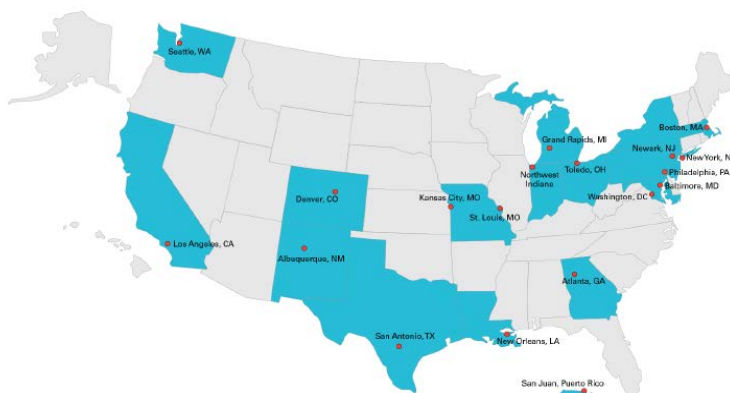 Seattle, WA
Boston, MA
Grand Rapids, MI
Newark, NJ
New York, N
Toledo, OH
Philadelphia, PA
Northwest
Indiana
Baltimore, MD
Denver, CO
Kansas City, MO
Washington, DC
St. Louis, MO
Los Angeles, CA
Albuquerque, NM
Atlanta, GA
San Antonio, TX
New Orleans, LA
San Juan, Puerto Rico